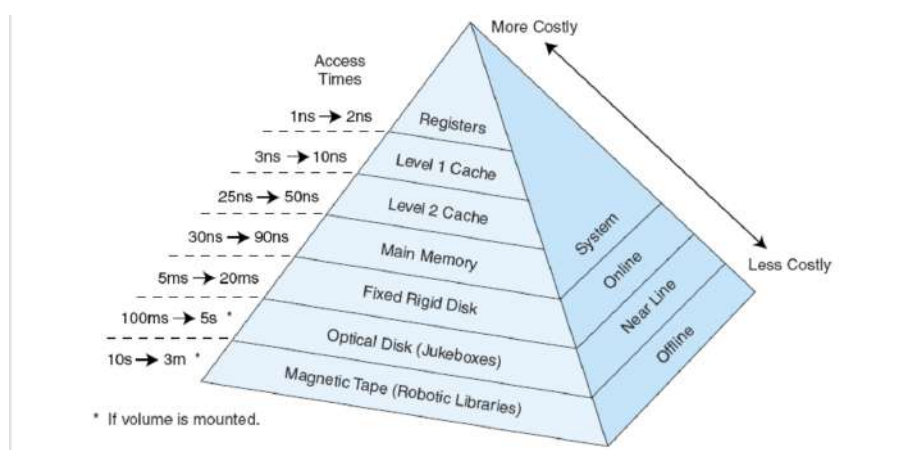 More Costly
Access
Times
1ns → 2ns
Registers
3ns → 10ns
Level 1 Cache
25ns → 50ns
Level 2 Cache
System
30ns → 90ns
Main Memory
Online
Less Costly
5ms → 20ms
Fixed Rigid Disk
Near Line
100ms → 5s *
Optical Disk (Jukeboxes)
Offline
10s → 3m *
Magnetic Tape (Robotic Libraries)
* If volume is mounted.